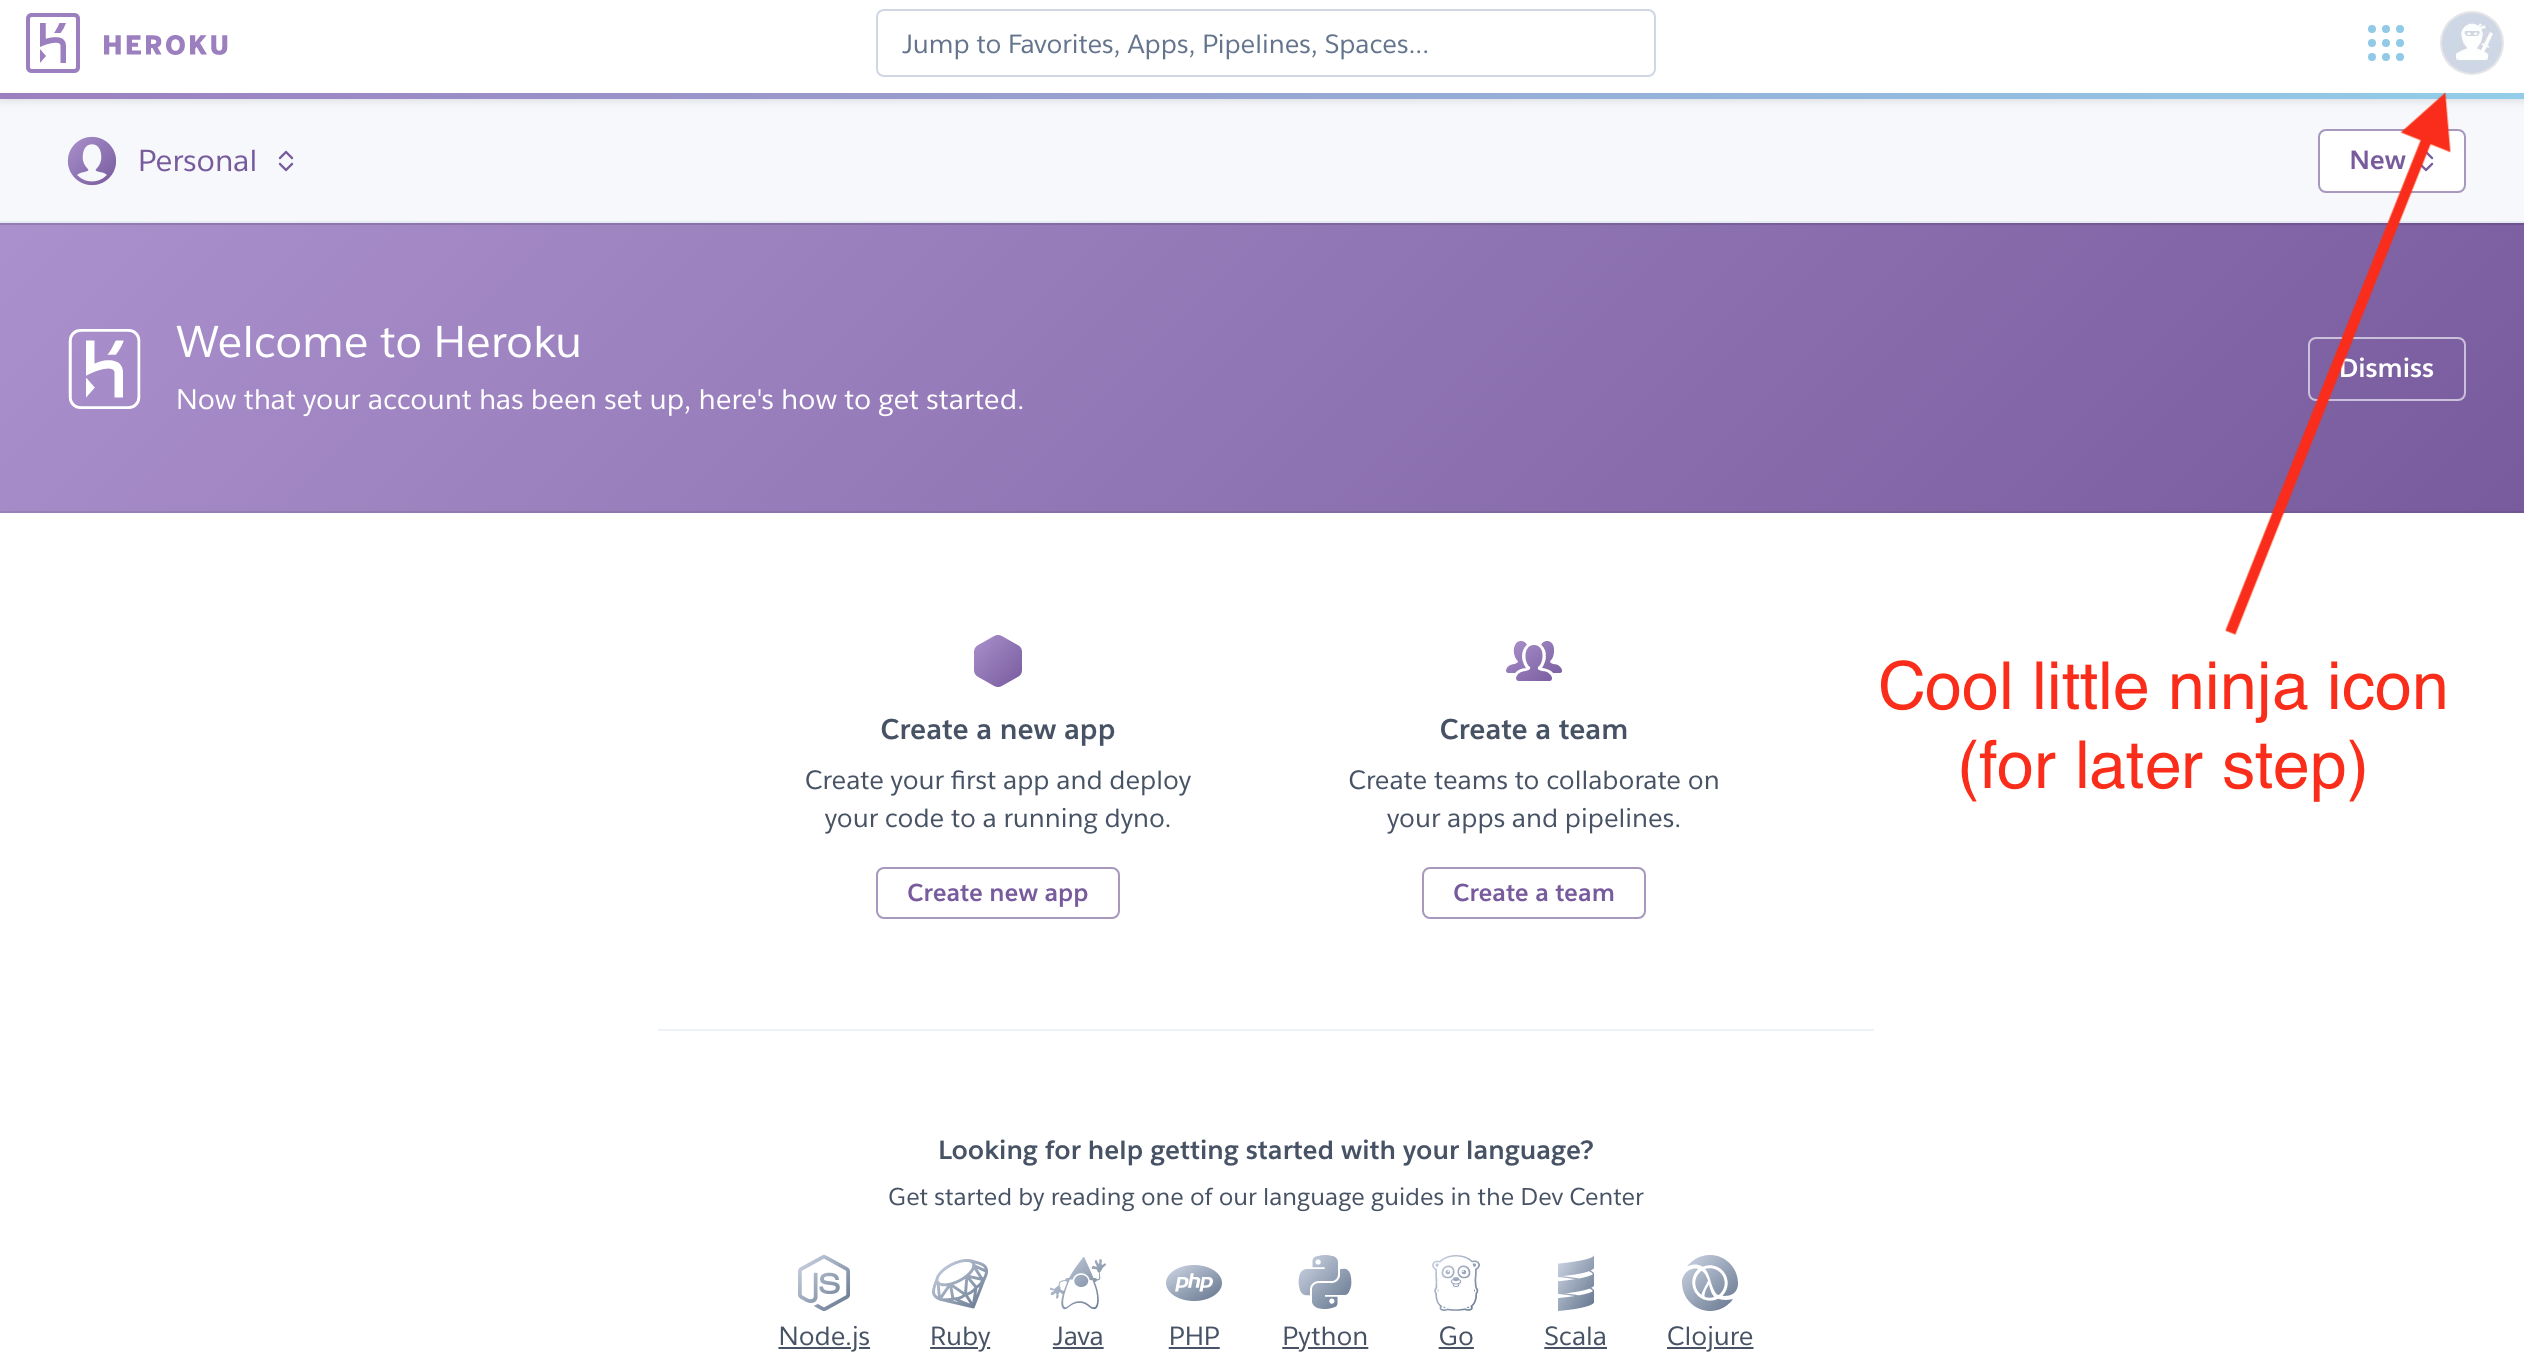 HEROKU
Jump to Favorites, Apps, Pipelines, Spaces...
Personal
New
Welcome to Heroku
Now that your account has been set up, here's how to get started.
Dismiss
Create a new app
Create your first app and deploy
your code to a running dyno.
Create new app
Create a team
Create teams to collaborate on
your apps and pipelines.
Create a team
Cool little ninja icon
(for later step)
Looking for help getting started with your language?
Get started by reading one of our language guides in the Dev Center
JS
php
Node.js
Ruby
Java
PHP
Python
Go
Scala
Clojure